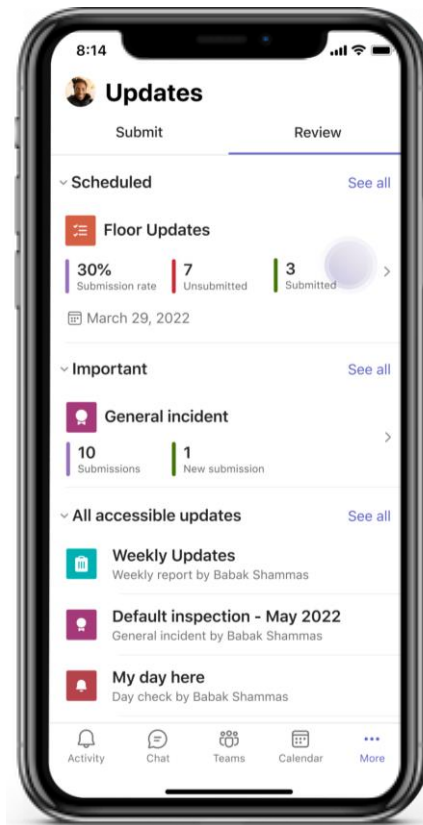 8:14
Updates
Submit Review
Scheduled See all
Floor Updates
30% 7 3
Submission rate Unsubmitted Submitted
March 29, 2022
Important See all
General incident
10 1
Submissions New submission
All accessible updates See all
Weekly Updates
Weekly report by Babak Shammas
Default inspection - May 2022
General incident by Babak Shammas
My day here
Day check by Babak Shammas
Activity Chat Teams Calendar More